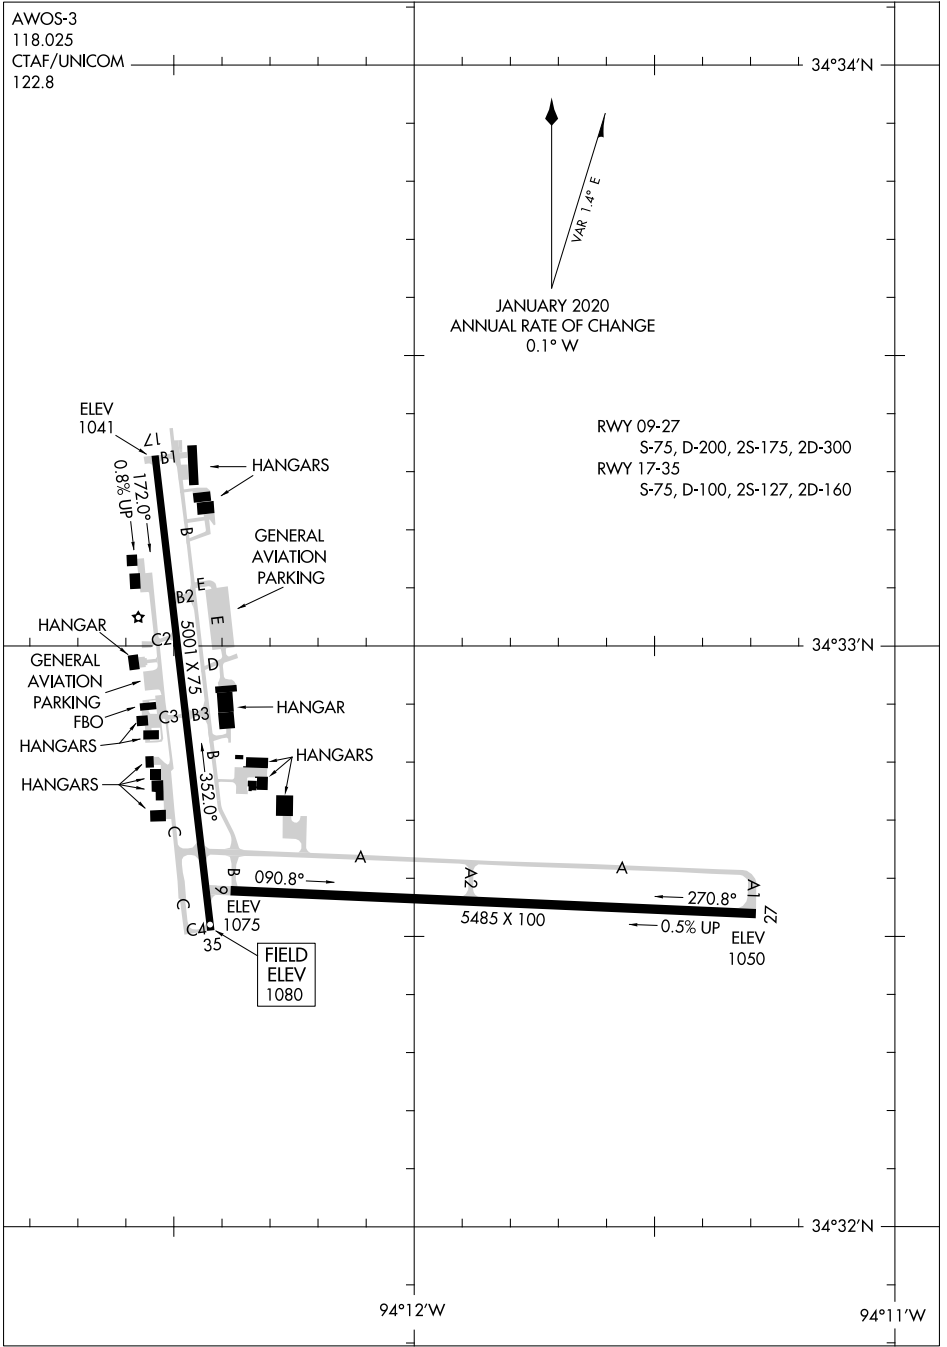 AWOS-3
118.025
CTAF/UNICOM
122.8
34°34'N
VAR 1.4° E
JANUARY 2020
ANNUAL RATE OF CHANGE
0.1° W
RWY 09-27
S-75, D-200, 2S-175, 2D-300
RWY 17-35
S-75, D-100, 2S-127, 2D-160
ELEV
1041
17
B1
HANGARS
172.0°
0.8% UP
B
GENERAL
AVIATION
PARKING
E
B2
E
HANGAR
C2
5001 X 75
34°33'N
D
GENERAL
AVIATION
PARKING
FBO
C3
B3
HANGAR
HANGARS
B
HANGARS
HANGARS
352.0°
C
A
A
A2
B
090.8°
9
ELEV
1075
270.8°
A1
27
5485 X 100
0.5% UP
ELEV
1050
C
C4
35
FIELD
ELEV
1080
34°32'N
94°12'W
94°11'W